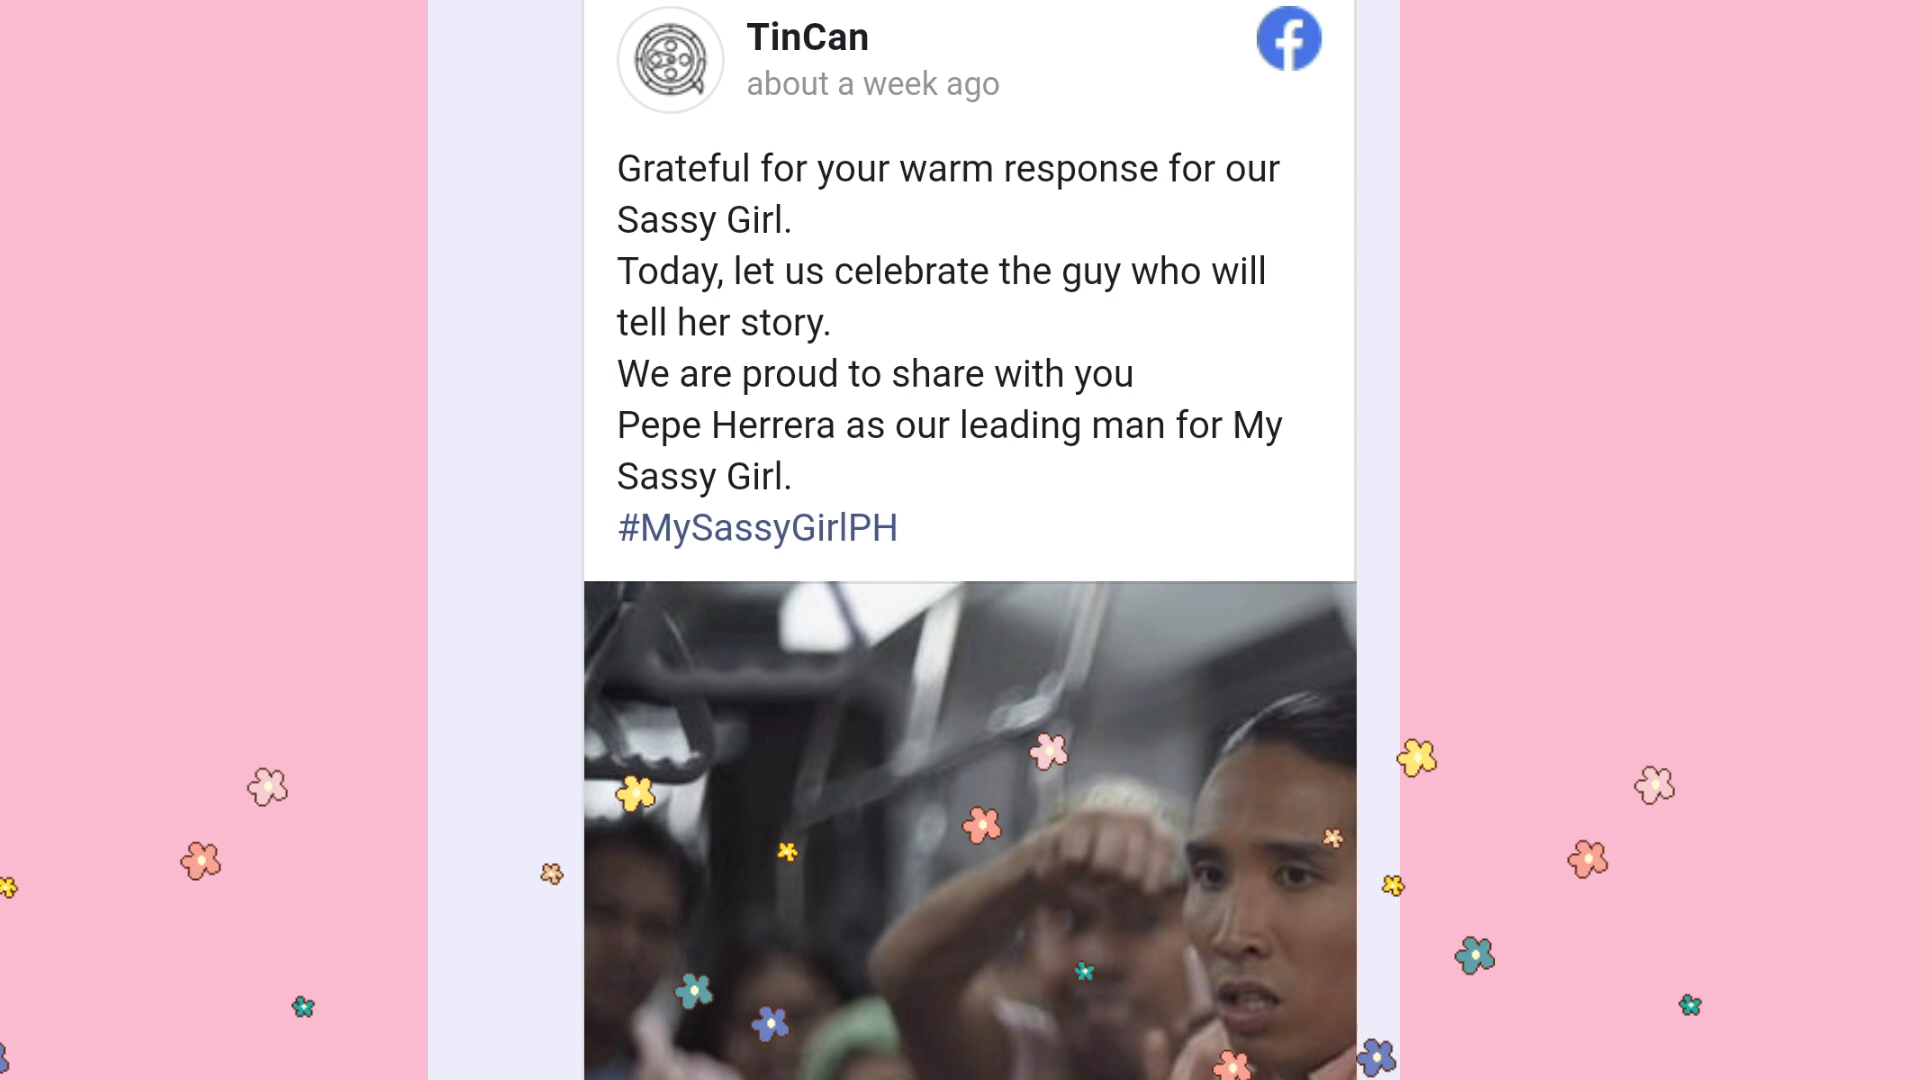 TinCan
about a week ago
Grateful for your warm response for our
Sassy Girl.
Today, let us celebrate the guy who will
tell her story.
We are proud to share with you
Pepe Herrera as our leading man for My
Sassy Girl.
#MySassyGirlPH